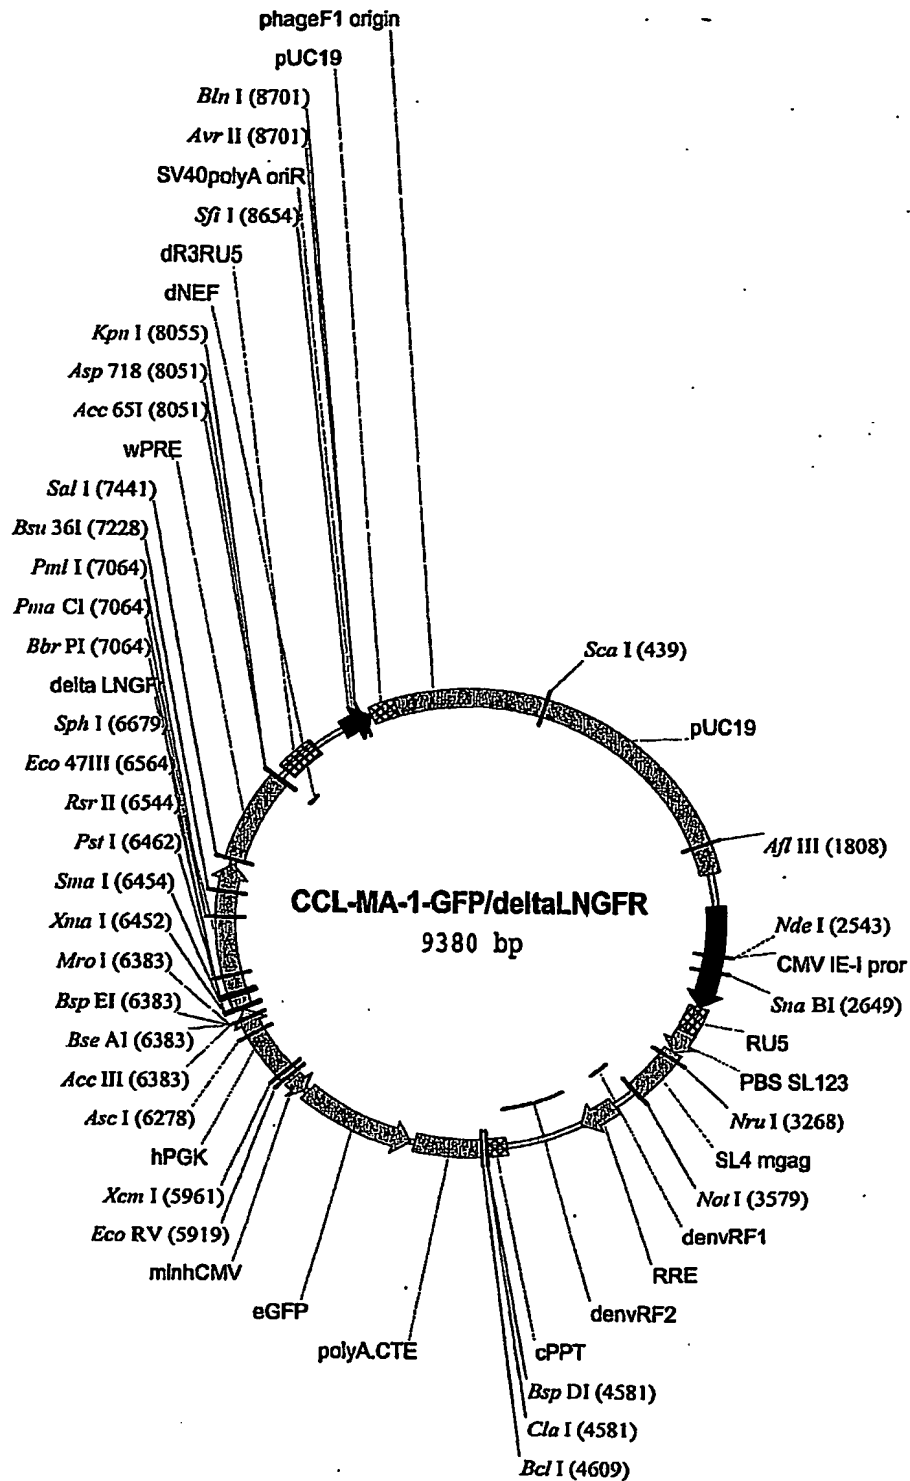 phageF1 origin
pUC19
Bln I (8701)
Avr II (8701)
SV40polyA oriR
Sfi I (8654)
dR3RU5
dNEF
Kpn I (8055)
Asp 718 (8051)
Acc 65I (8051)
wPRE
Sal I (7441)
Bsu 36I (7228)
Pml I (7064)
Pma CI (7064)
Bbr PI (7064)
delta LNGF
Sph I (6679)
Eco 47III (6564)
Rsr II (6544)
Pst I (6462)
Sma I (6454)
Xma I (6452)
Mro I (6383)
Bsp EI (6383)
Bse AI (6383)
Acc III (6383)
Asc I (6278)
hPGK
Xcm I (5961)
Eco RV (5919)
minhCMV
eGFP
polyA.CTE
Sca I (439)
pUC19
Afl III (1808)
Nde I (2543)
CMV IE-I pror
Sna BI (2649)
RU5
PBS SL123
Nru I (3268)
SL4 mgag
Not I (3579)
denvRF1
RRE
denvRF2
cPPT
Bsp DI (4581)
Cla I (4581)
Bcl I (4609)
CCL-MA-1-GFP/deltaLNGFR
9380 bp